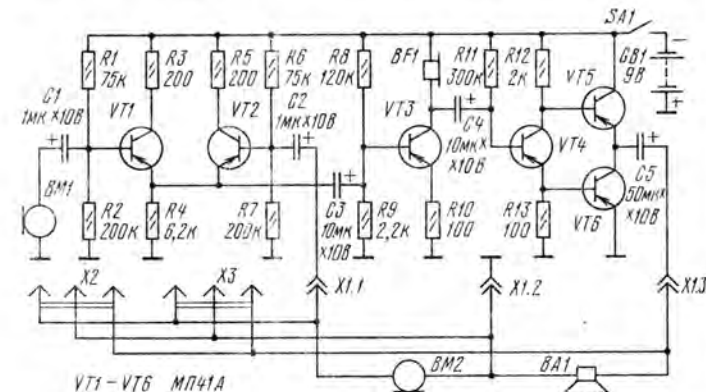 SA1
R1
75к
R3
200
R5
200
R6
75к
R8
120к
BF1
R11
300к
R12
2к
VT5
GB1
9В
C1
1мк×10В
VT1
VT2
C2
1мк×10В
VT3
C4
10мк×
×10В
VT4
VT6
C5
50мк×
×10В
BM1
R2
200к
R4
6,2к
R7
200к
C3
10мк
×10В
R9
2,2к
R10
100
R13
100
X2
X3
X1.1
X1.2
X1.3
BM2
BA1
VT1 – VT6 МП41А